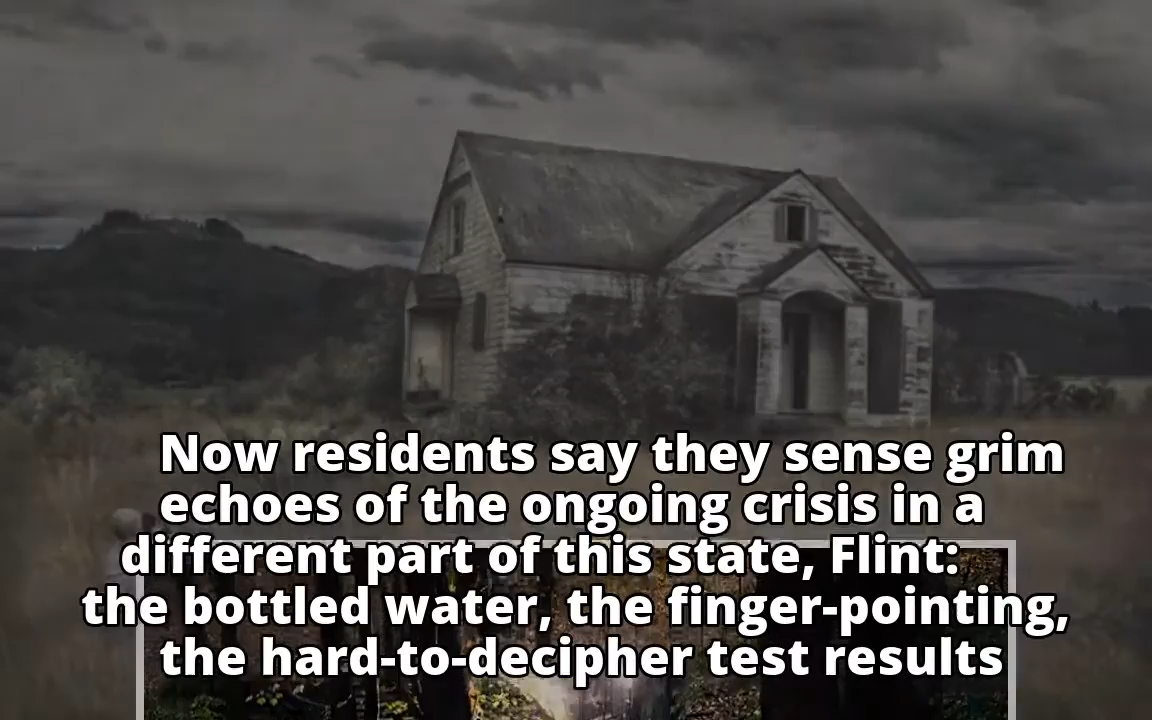 Now residents say they sense grim
echoes of the ongoing crisis in a
different part of this state, Flint:
the bottled water, the finger-pointing,
the hard-to-decipher test results